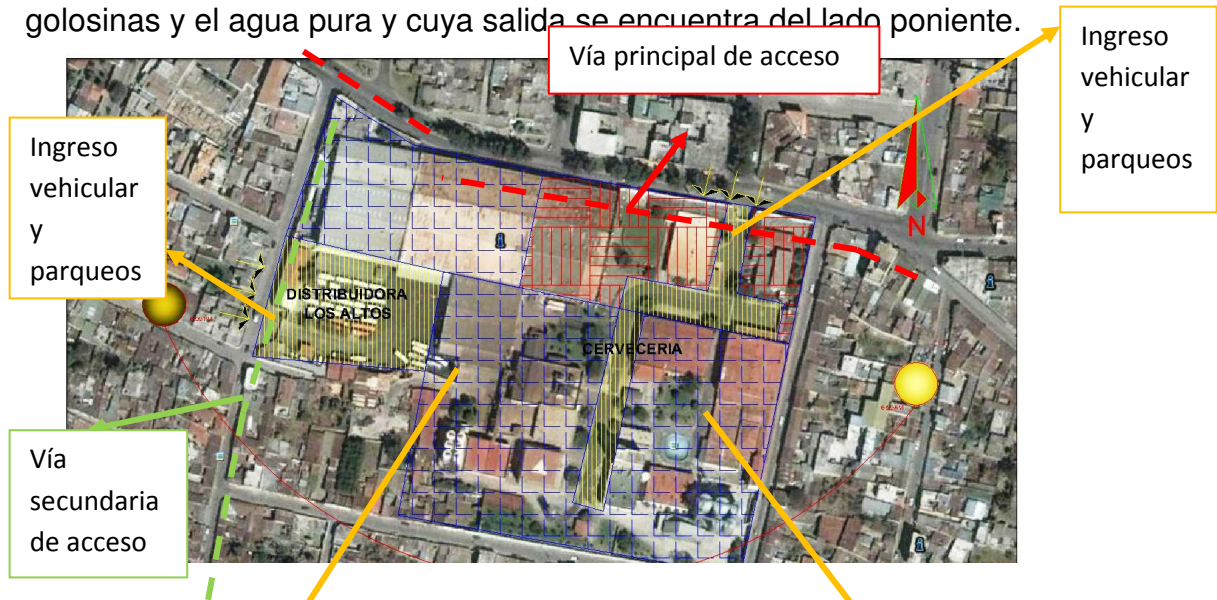 golosinas y el agua pura y cuya salida se encuentra del lado poniente.
Vía principal de acceso
Ingreso
vehicular
y
parqueos
Ingreso
vehicular
y
parqueos
N
DISTRIBUIDORA
LOS ALTOS
CERVECERIA
Vía
secundaria
de acceso